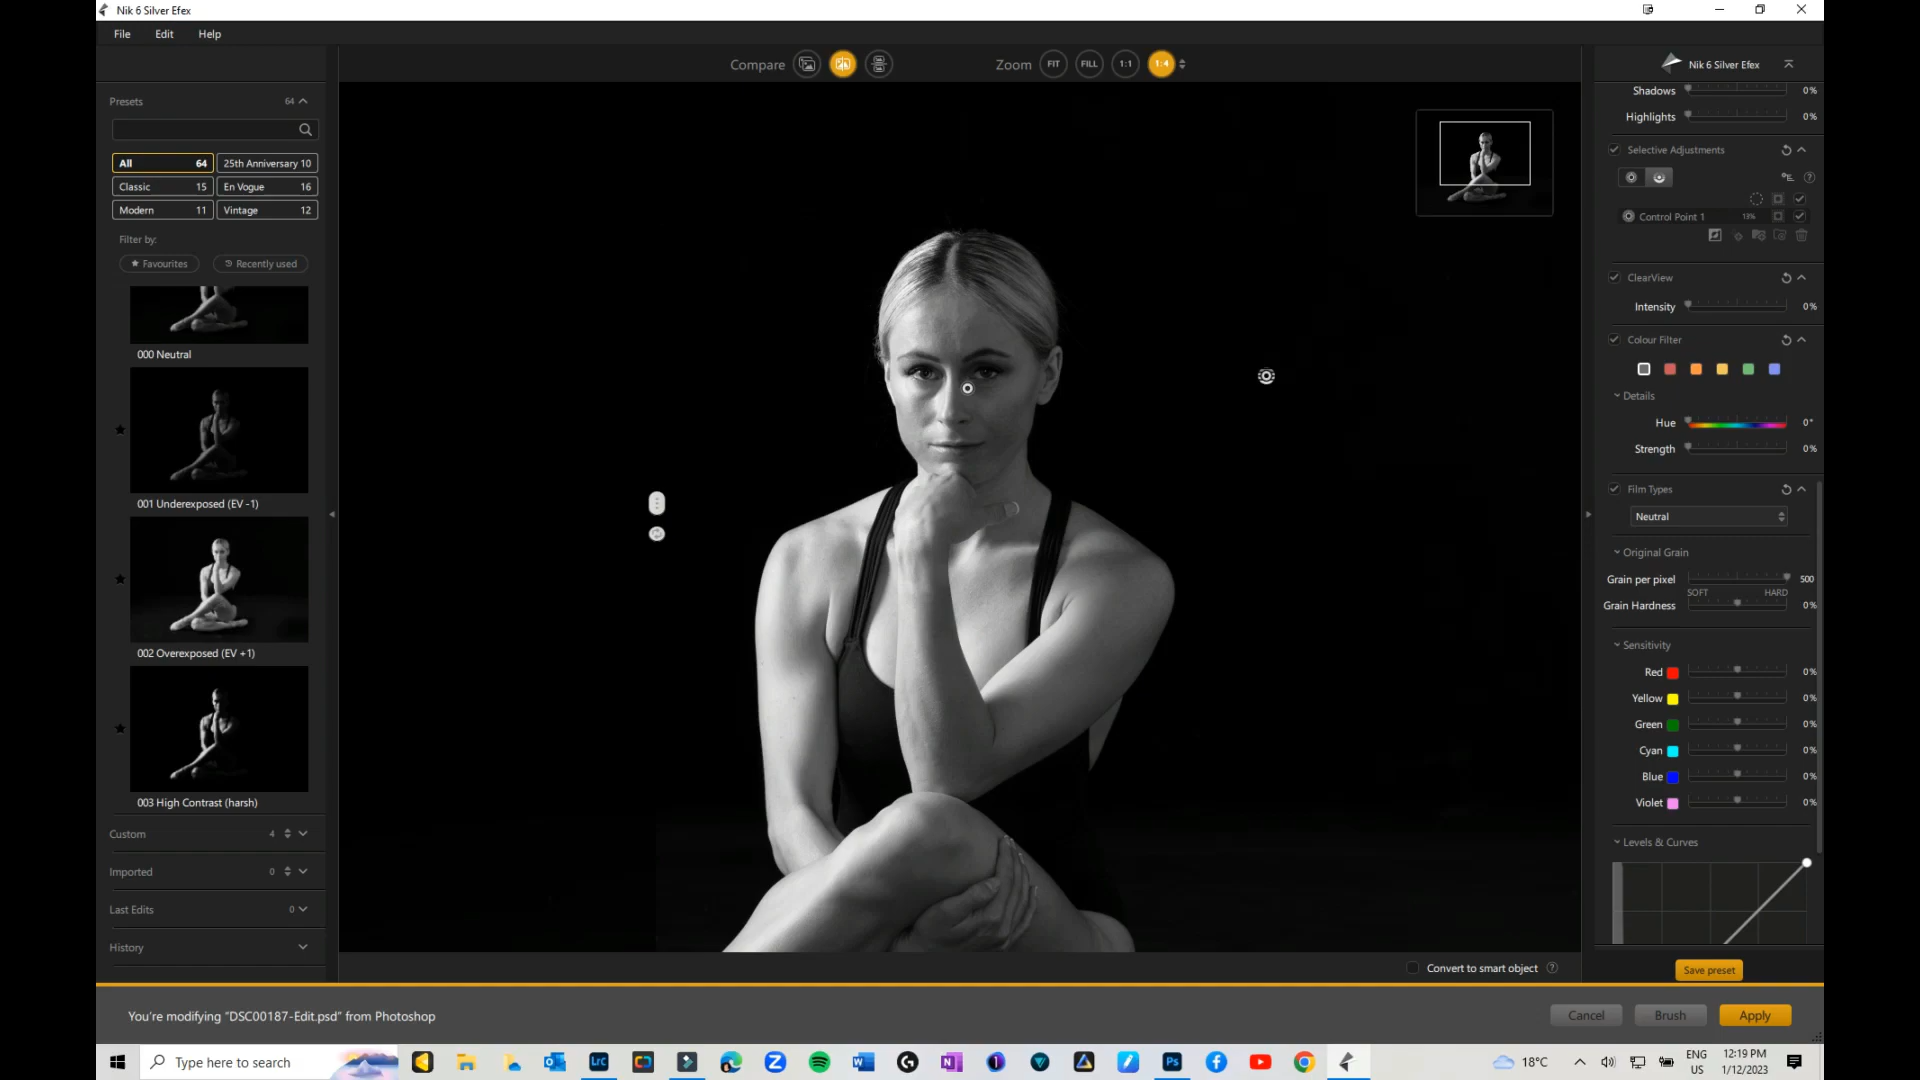 Nik 6 Silver Efex
File Edit Help
Compare
Zoom FIT FILL 1:1 1:4
Nik 6 Silver Efex
Presets 64
All 64
25th Anniversary 10
Classic 15
En Vogue 16
Modern 11
Vintage 12
Filter by:
Favourites
Recently used
000 Neutral
001 Underexposed (EV -1)
002 Overexposed (EV +1)
003 High Contrast (harsh)
Custom 4
Imported 0
Last Edits 0
History
Shadows 0%
Highlights 0%
Selective Adjustments
Control Point 1 13%
ClearView
Intensity 0%
Colour Filter
Details
Hue 0°
Strength 0%
Film Types
Neutral
Original Grain
Grain per pixel 500
SOFT HARD
Grain Hardness 0%
Sensitivity
Red 0%
Yellow 0%
Green 0%
Cyan 0%
Blue 0%
Violet 0%
Levels & Curves
Convert to smart object
Save preset
You're modifying "DSC00187-Edit.psd" from Photoshop
Cancel Brush Apply
Type here to search
Lrc
Ps
18°C
ENG
US
12:19 PM
1/12/2023